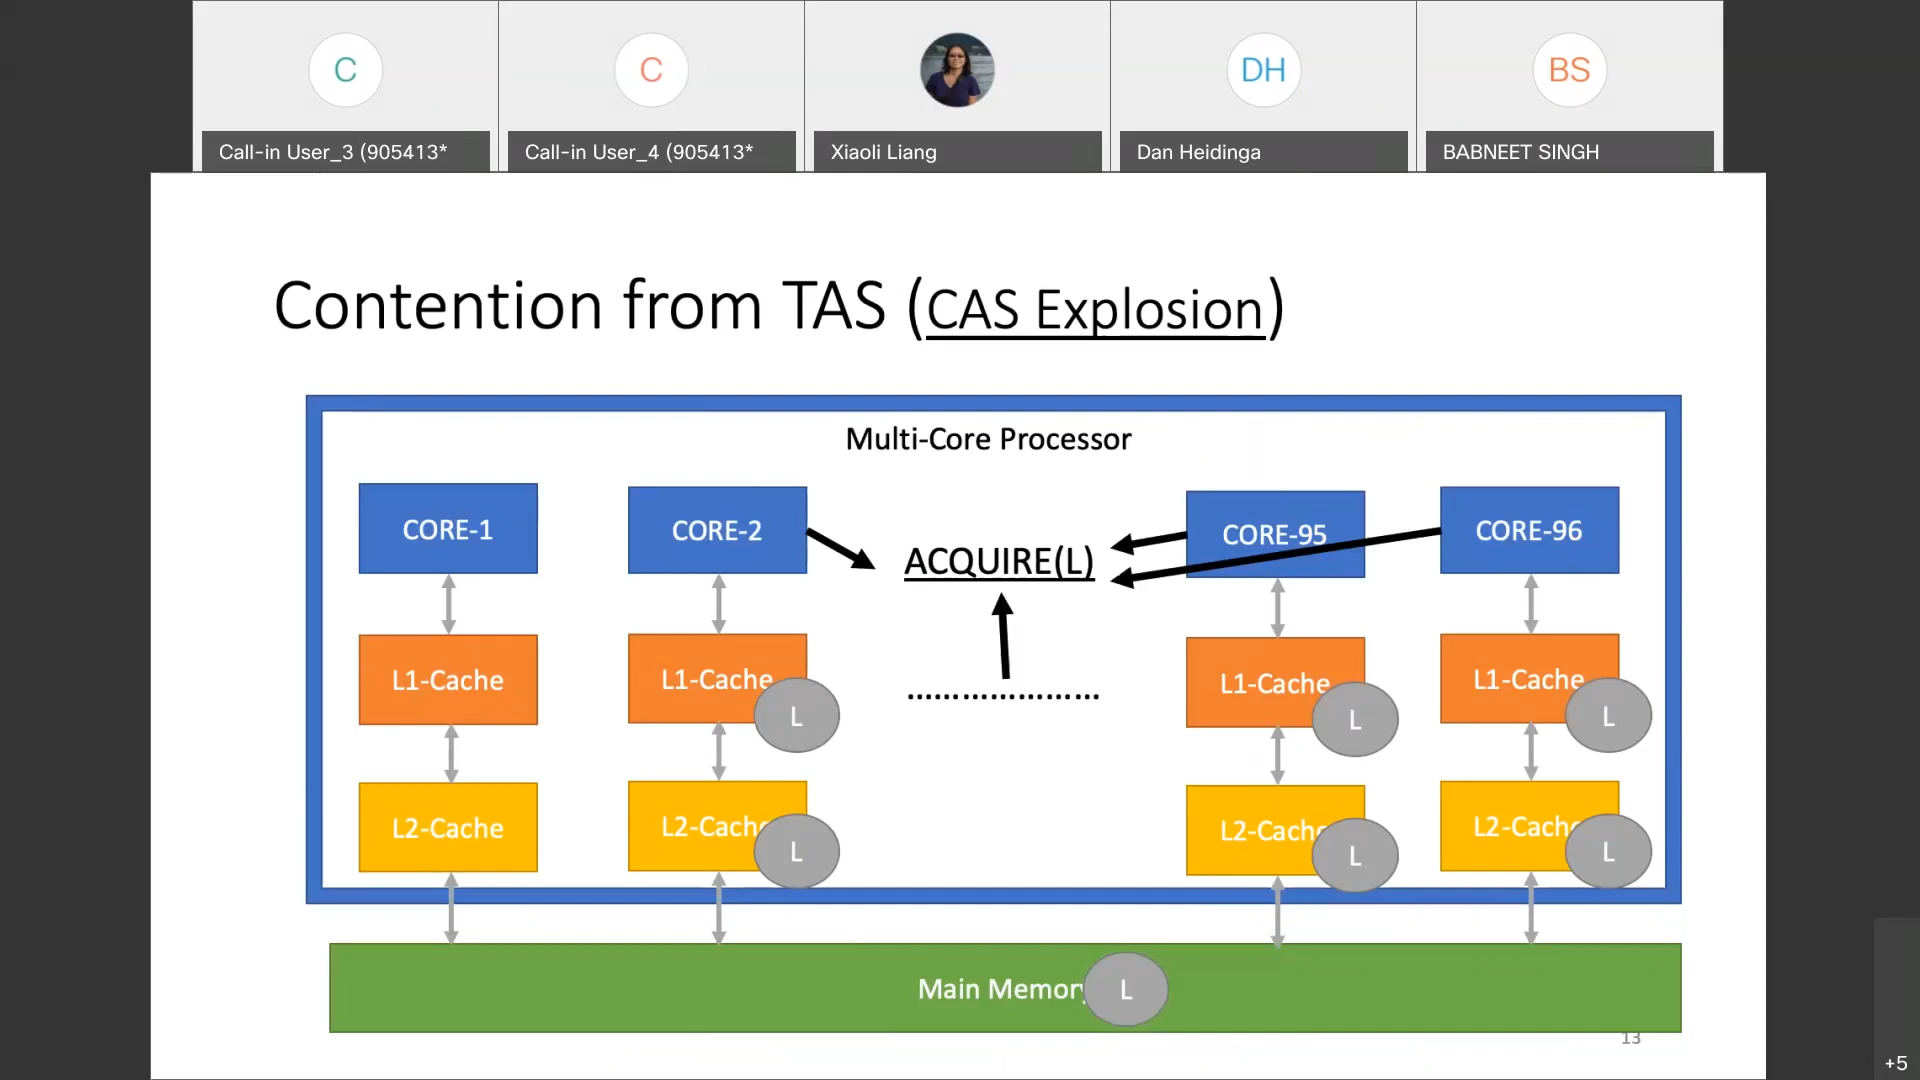 C
C
DH
BS
Call-in User_3 (905413*
Call-in User_4 (905413*
Xiaoli Liang
Dan Heidinga
BABNEET SINGH
Contention from TAS (CAS Explosion)
Multi-Core Processor
CORE-1
CORE-2
ACQUIRE(L)
CORE-95
CORE-96
L1-Cache
L1-Cache
L
.....................
L1-Cache
L
L1-Cache
L
L2-Cache
L2-Cache
L
L2-Cache
L
L2-Cache
L
Main Memory
L
13
+5